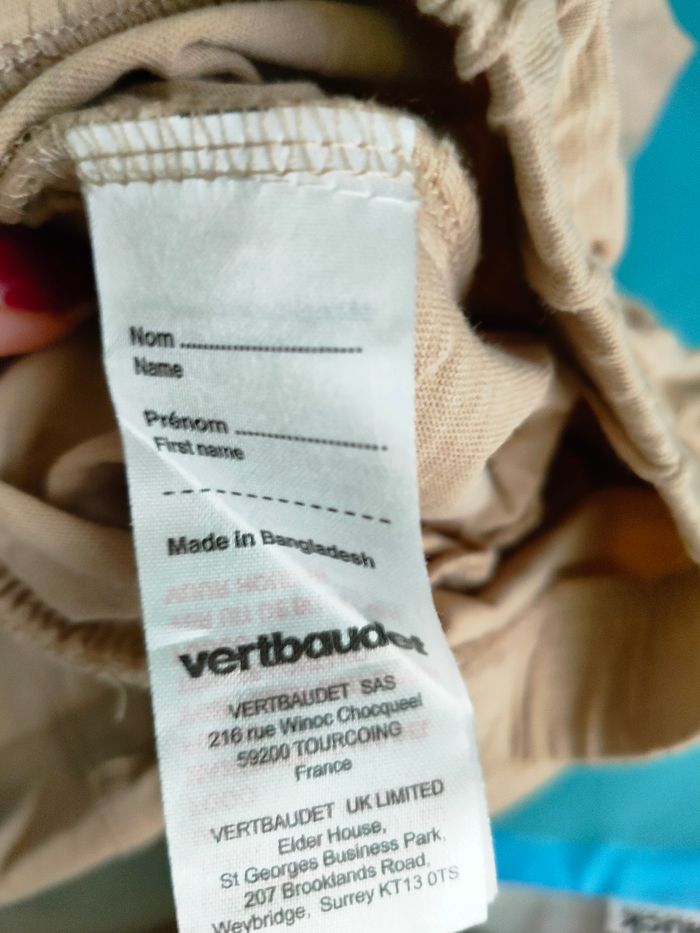 Nom ........................................
Name
Prénom ................................
First name
------------------------------
Made in Bangladesh
vertbaudet
VERTBAUDET SAS
216 rue Winoc Chocqueel
59200 TOURCOING
France
VERTBAUDET UK LIMITED
Elder House,
St Georges Business Park,
207 Brooklands Road,
Weybridge, Surrey KT13 0TS